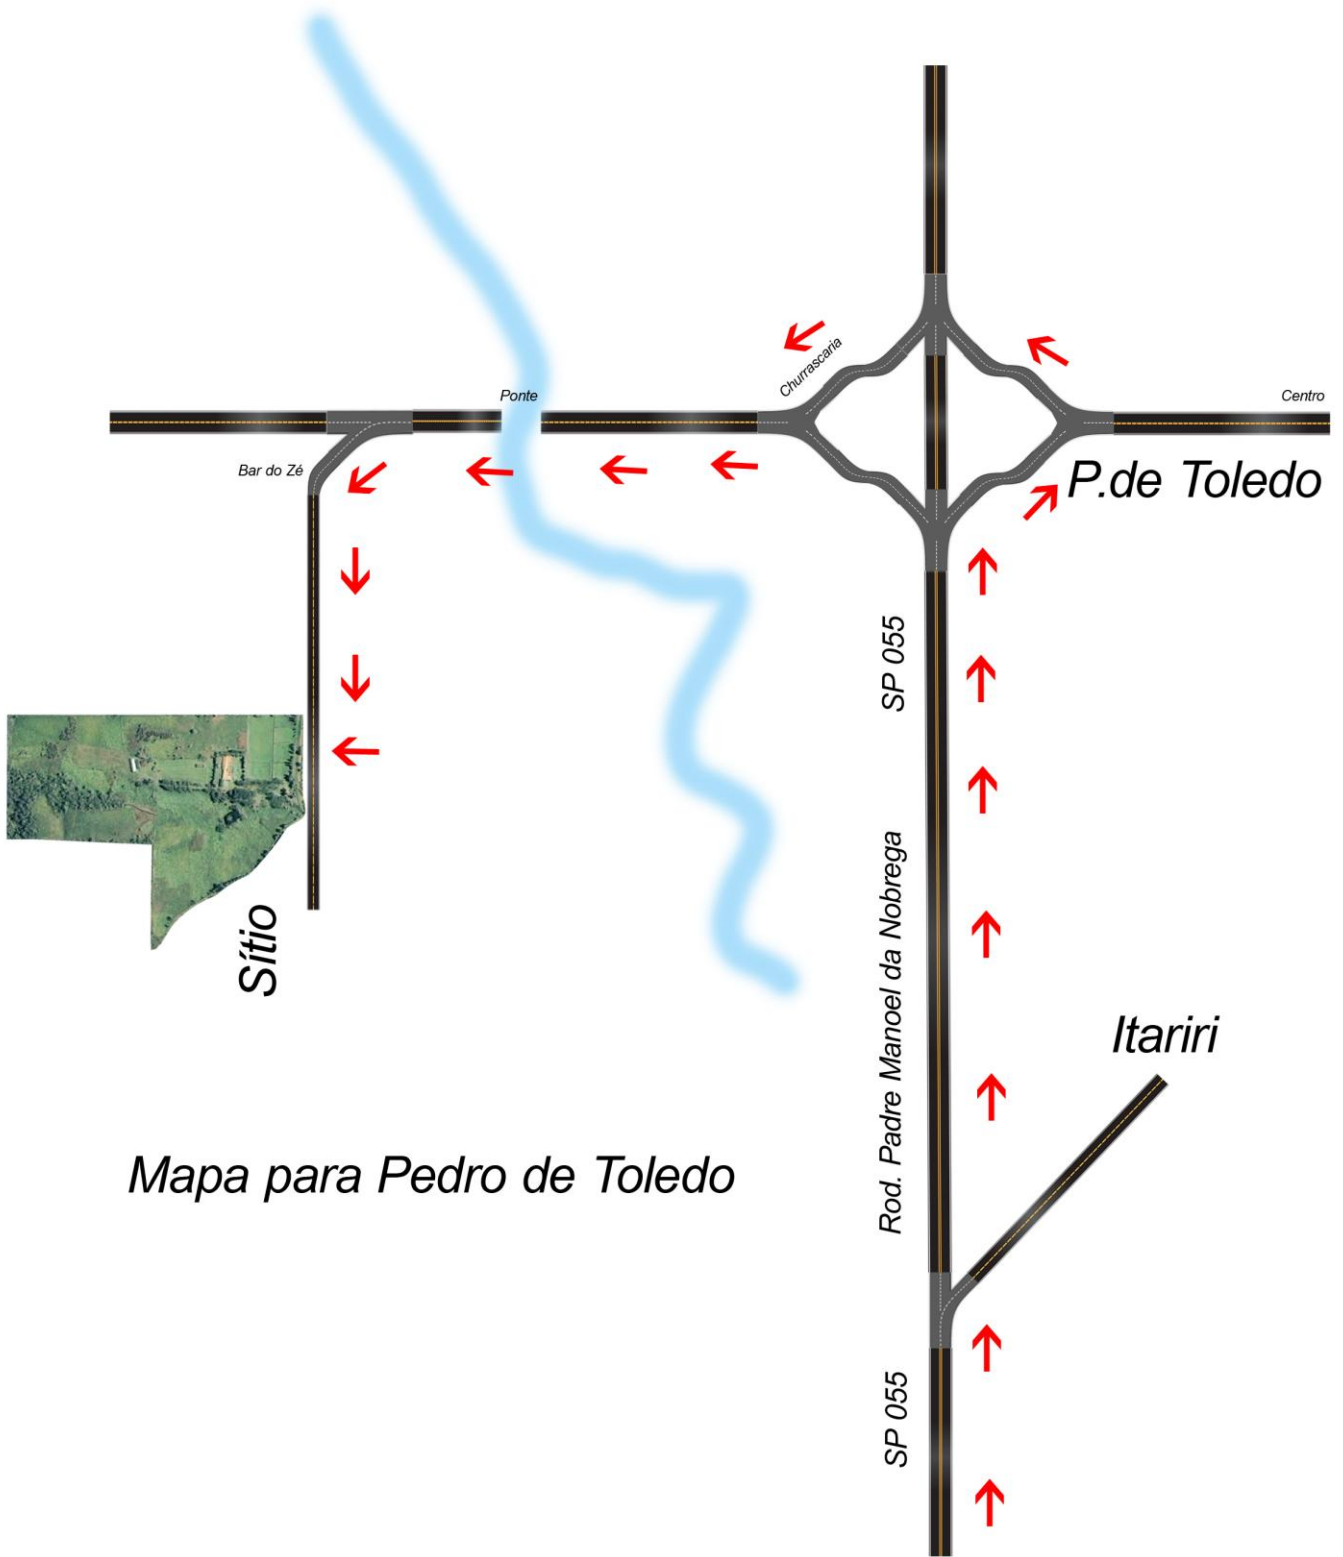 Churrascaria
Ponte
Centro
Bar do Zé
P.de Toledo
SP 055
Rod. Padre Manoel da Nobrega
Sítio
Itariri
Mapa para Pedro de Toledo
SP 055